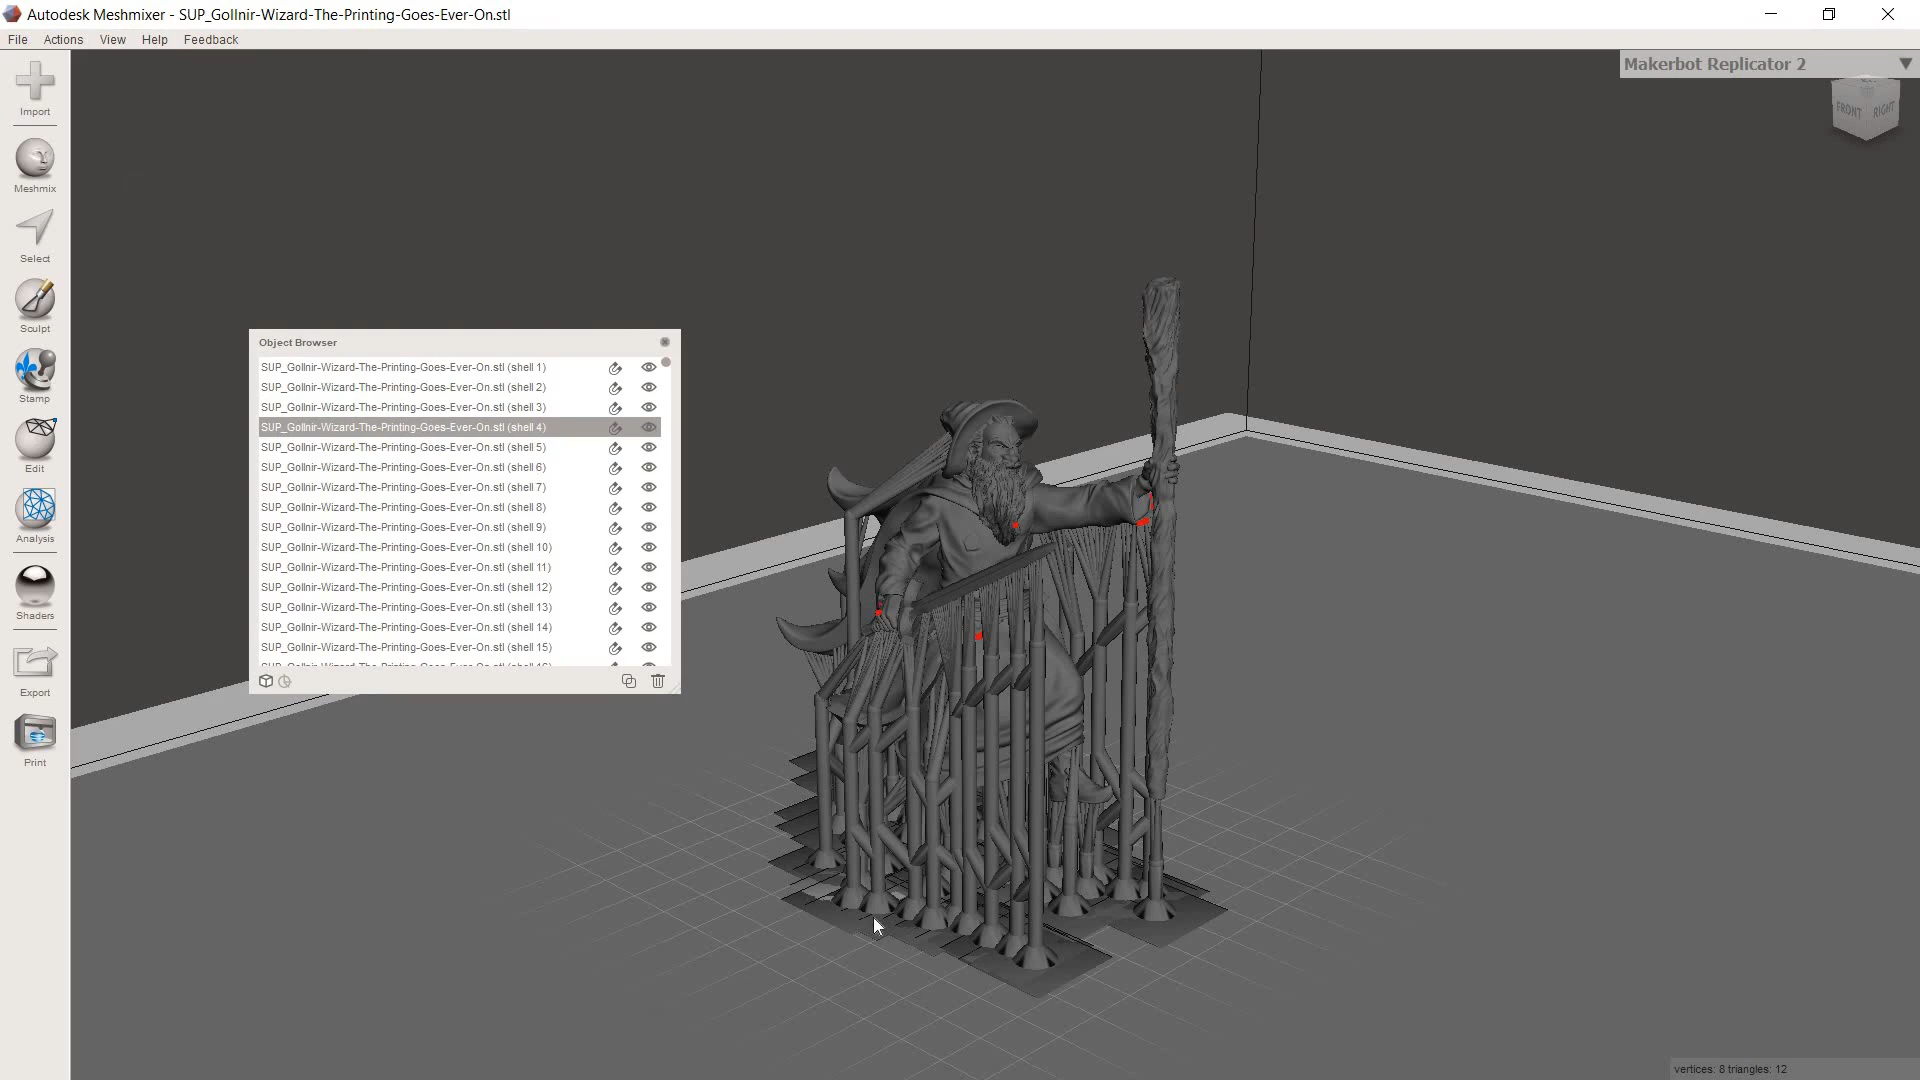 Autodesk Meshmixer - SUP_Gollnir-Wizard-The-Printing-Goes-Ever-On.stl
File Actions View Help Feedback
Makerbot Replicator 2
FRONT RIGHT
Import
Meshmix
Select
Sculpt
Stamp
Edit
Analysis
Shaders
Export
Print
Object Browser
SUP_Gollnir-Wizard-The-Printing-Goes-Ever-On.stl (shell 1)
SUP_Gollnir-Wizard-The-Printing-Goes-Ever-On.stl (shell 2)
SUP_Gollnir-Wizard-The-Printing-Goes-Ever-On.stl (shell 3)
SUP_Gollnir-Wizard-The-Printing-Goes-Ever-On.stl (shell 4)
SUP_Gollnir-Wizard-The-Printing-Goes-Ever-On.stl (shell 5)
SUP_Gollnir-Wizard-The-Printing-Goes-Ever-On.stl (shell 6)
SUP_Gollnir-Wizard-The-Printing-Goes-Ever-On.stl (shell 7)
SUP_Gollnir-Wizard-The-Printing-Goes-Ever-On.stl (shell 8)
SUP_Gollnir-Wizard-The-Printing-Goes-Ever-On.stl (shell 9)
SUP_Gollnir-Wizard-The-Printing-Goes-Ever-On.stl (shell 10)
SUP_Gollnir-Wizard-The-Printing-Goes-Ever-On.stl (shell 11)
SUP_Gollnir-Wizard-The-Printing-Goes-Ever-On.stl (shell 12)
SUP_Gollnir-Wizard-The-Printing-Goes-Ever-On.stl (shell 13)
SUP_Gollnir-Wizard-The-Printing-Goes-Ever-On.stl (shell 14)
SUP_Gollnir-Wizard-The-Printing-Goes-Ever-On.stl (shell 15)
vertices: 8 triangles: 12